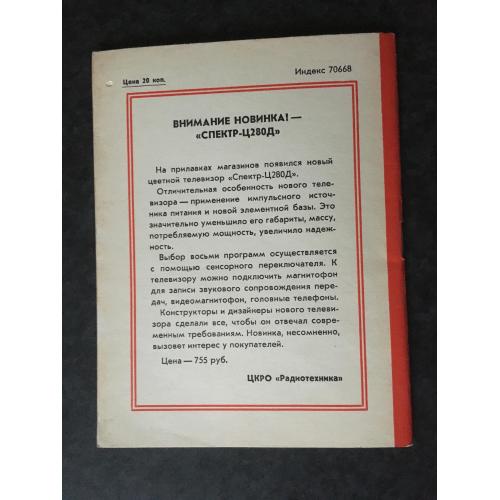 Цена 20 коп.
Индекс 70668
ВНИМАНИЕ НОВИНКА! —
«СПЕКТР-Ц280Д»
На прилавках магазинов появился новый
цветной телевизор «Спектр-Ц280Д».
Отличительная особенность нового теле-
визора — применение импульсного источ-
ника питания и новой элементной базы. Это
значительно уменьшило его габариты, массу,
потребляемую мощность, увеличило надеж-
ность.
Выбор восьми программ осуществляется
с помощью сенсорного переключателя. К
телевизору можно подключить магнитофон
для записи звукового сопровождения пере-
дач, видеомагнитофон, головные телефоны.
Конструкторы и дизайнеры нового телеви-
зора сделали все, чтобы он отвечал совре-
менным требованиям. Новинка, несомненно,
вызовет интерес у покупателей.
Цена — 755 руб.
ЦКРО «Радиотехника»